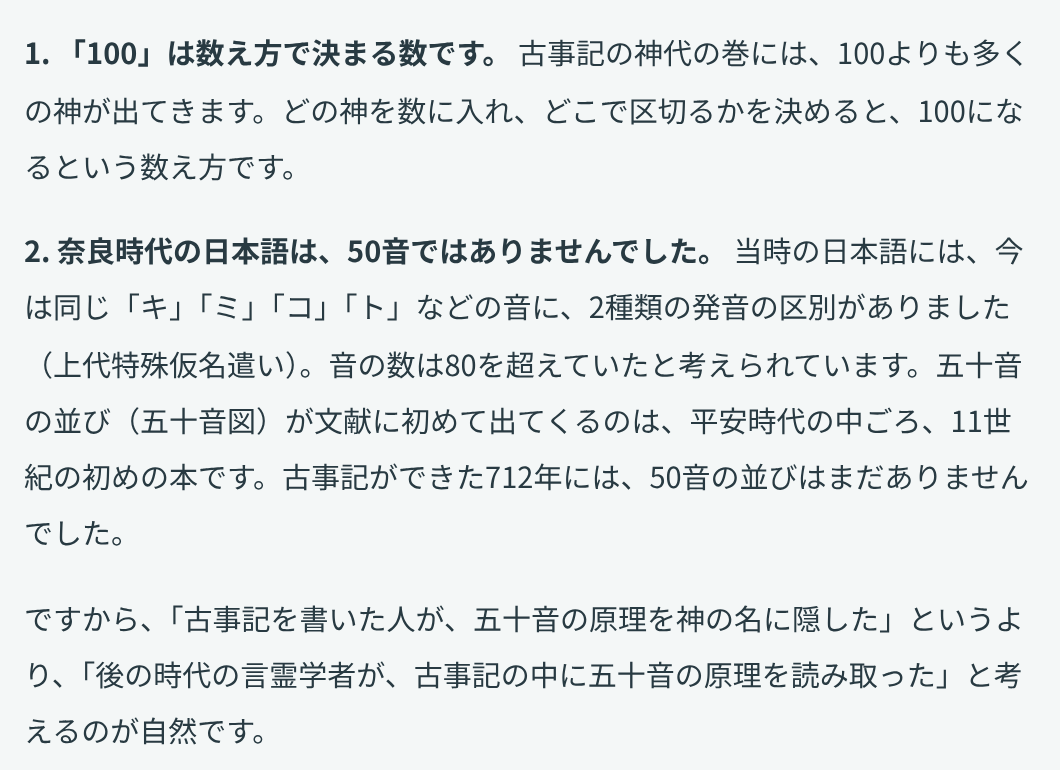 1. 「100」は数え方で決まる数です。 古事記の神代の巻には、100よりも多く
の神が出てきます。どの神を数に入れ、どこで区切るかを決めると、100にな
るという数え方です。
2. 奈良時代の日本語は、50音ではありませんでした。 当時の日本語には、今
は同じ「キ」「ミ」「コ」「ト」などの音に、2種類の発音の区別がありました
（上代特殊仮名遣い）。音の数は80を超えていたと考えられています。五十音
の並び（五十音図）が文献に初めて出てくるのは、平安時代の中ごろ、11世
紀の初めの本です。古事記ができた712年には、50音の並びはまだありません
でした。
ですから、「古事記を書いた人が、五十音の原理を神の名に隠した」というよ
り、「後の時代の言霊学者が、古事記の中に五十音の原理を読み取った」と考
えるのが自然です。